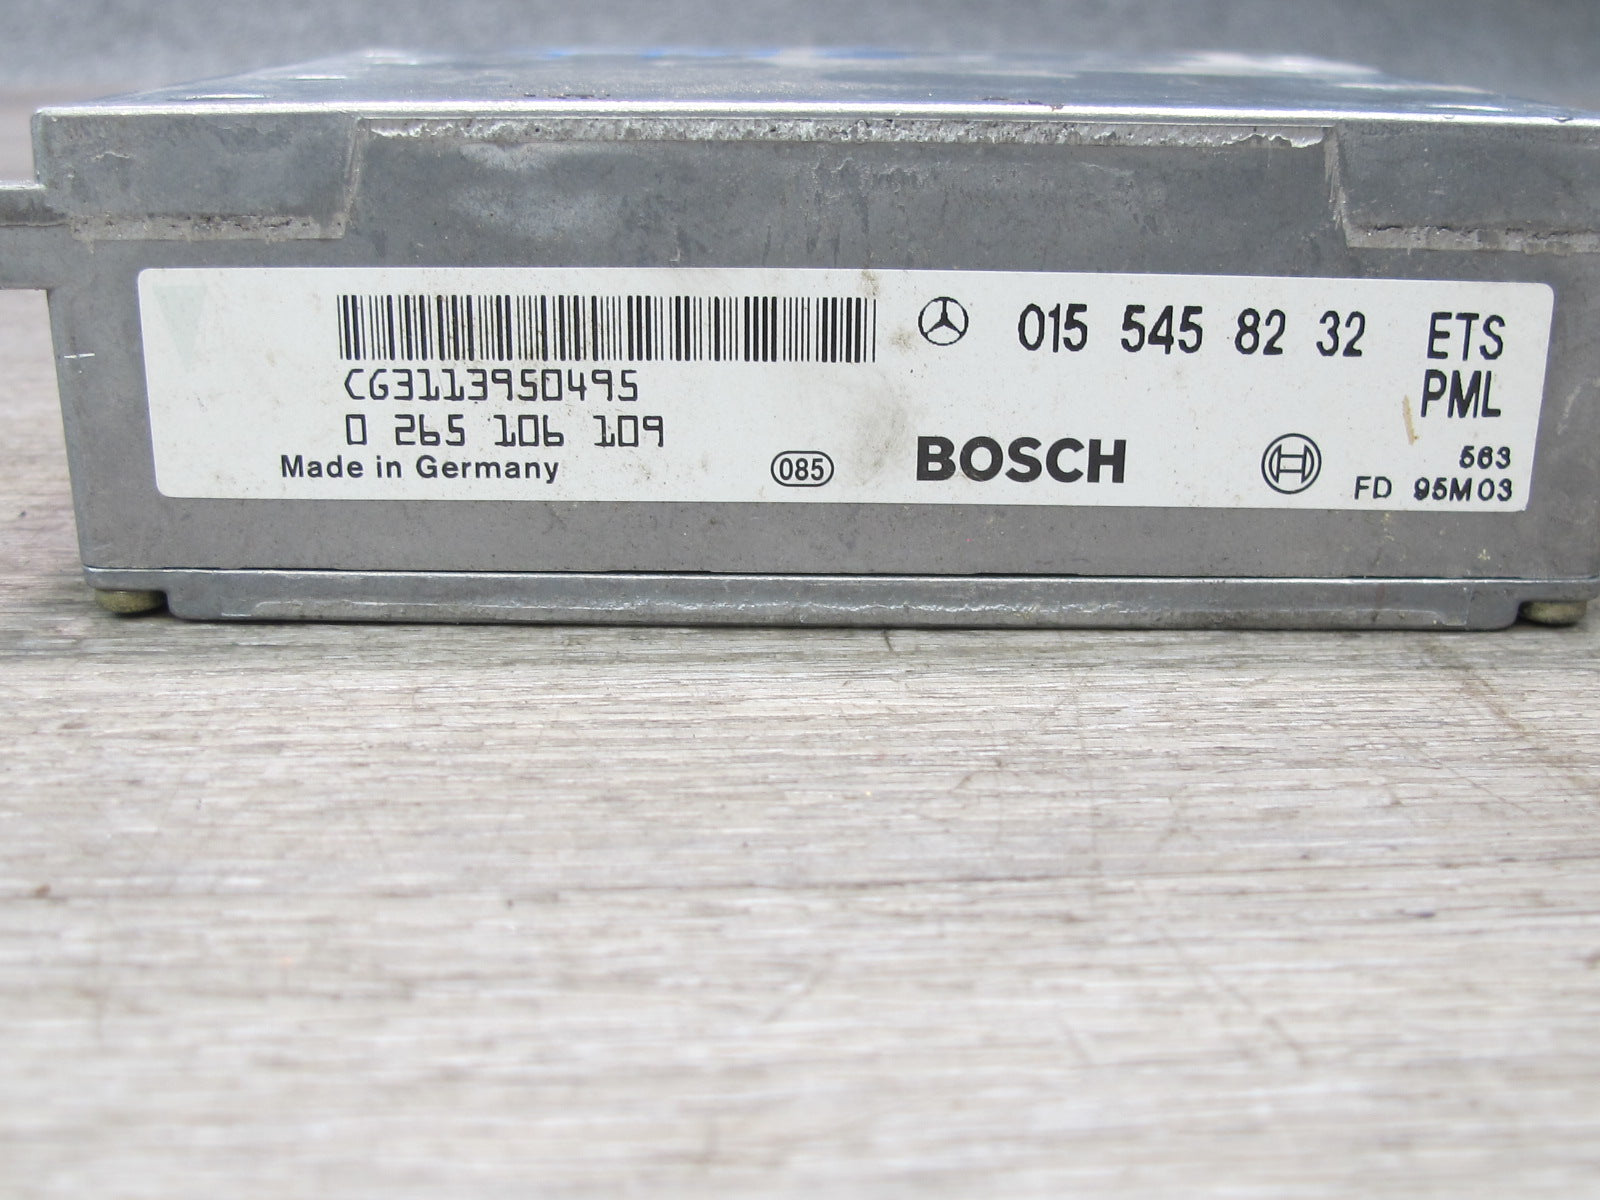 CG3113950495
0 265 106 109
Made in Germany
085
015 545 82 32 ETS
PML
BOSCH
563
FD 95M03